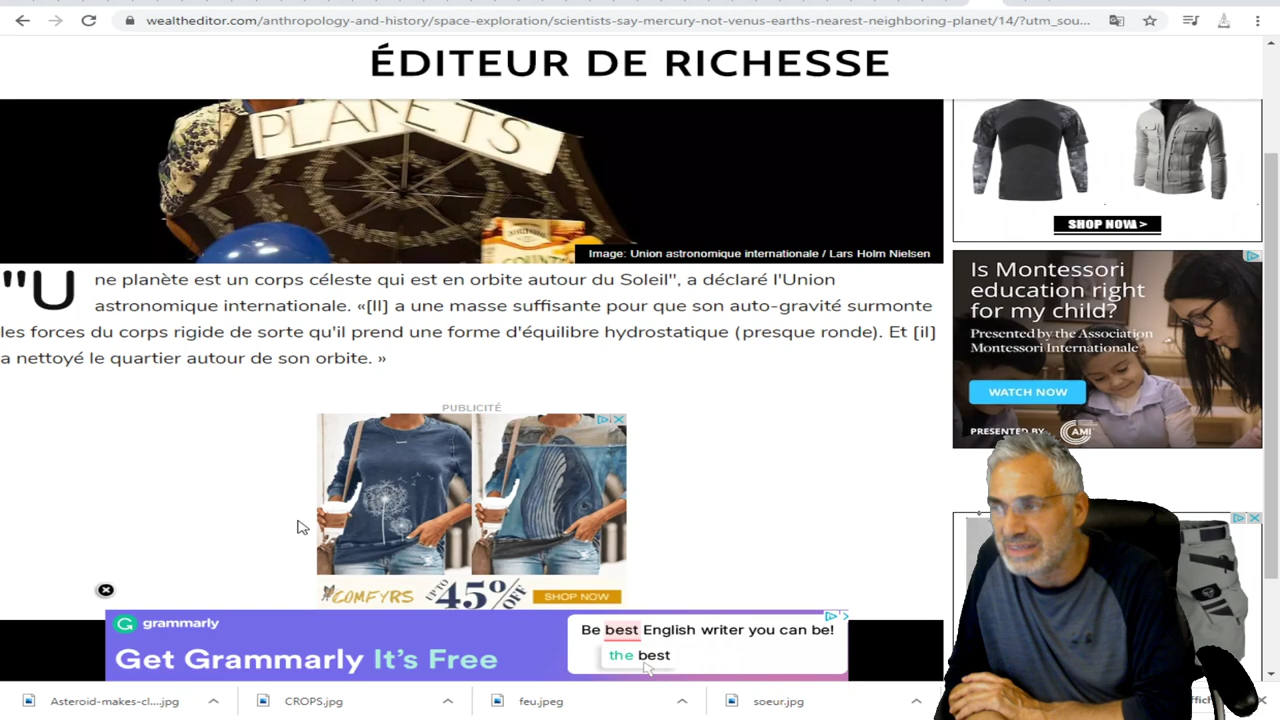 wealtheditor.com/anthropology-and-history/space-exploration/scientists-say-mercury-not-venus-earths-nearest-neighboring-planet/14/?utm_sou...
ÉDITEUR DE RICHESSE
PLANETS
Image: Union astronomique internationale / Lars Holm Nielsen
"Une planète est un corps céleste qui est en orbite autour du Soleil", a déclaré l'Union
astronomique internationale. «[Il] a une masse suffisante pour que son auto-gravité surmonte
les forces du corps rigide de sorte qu'il prend une forme d'équilibre hydrostatique (presque ronde). Et [il]
a nettoyé le quartier autour de son orbite. »
PUBLICITÉ
COMFYRS
UP TO
45%
OFF
SHOP NOW
grammarly
Get Grammarly It's Free
Be best English writer you can be!
the best
SHOP NOW >
Is Montessori
education right
for my child?
Presented by the Association
Montessori Internationale
WATCH NOW
PRESENTED BY
AMI
Asteroid-makes-cl....jpg
CROPS.jpg
feu.jpeg
soeur.jpg